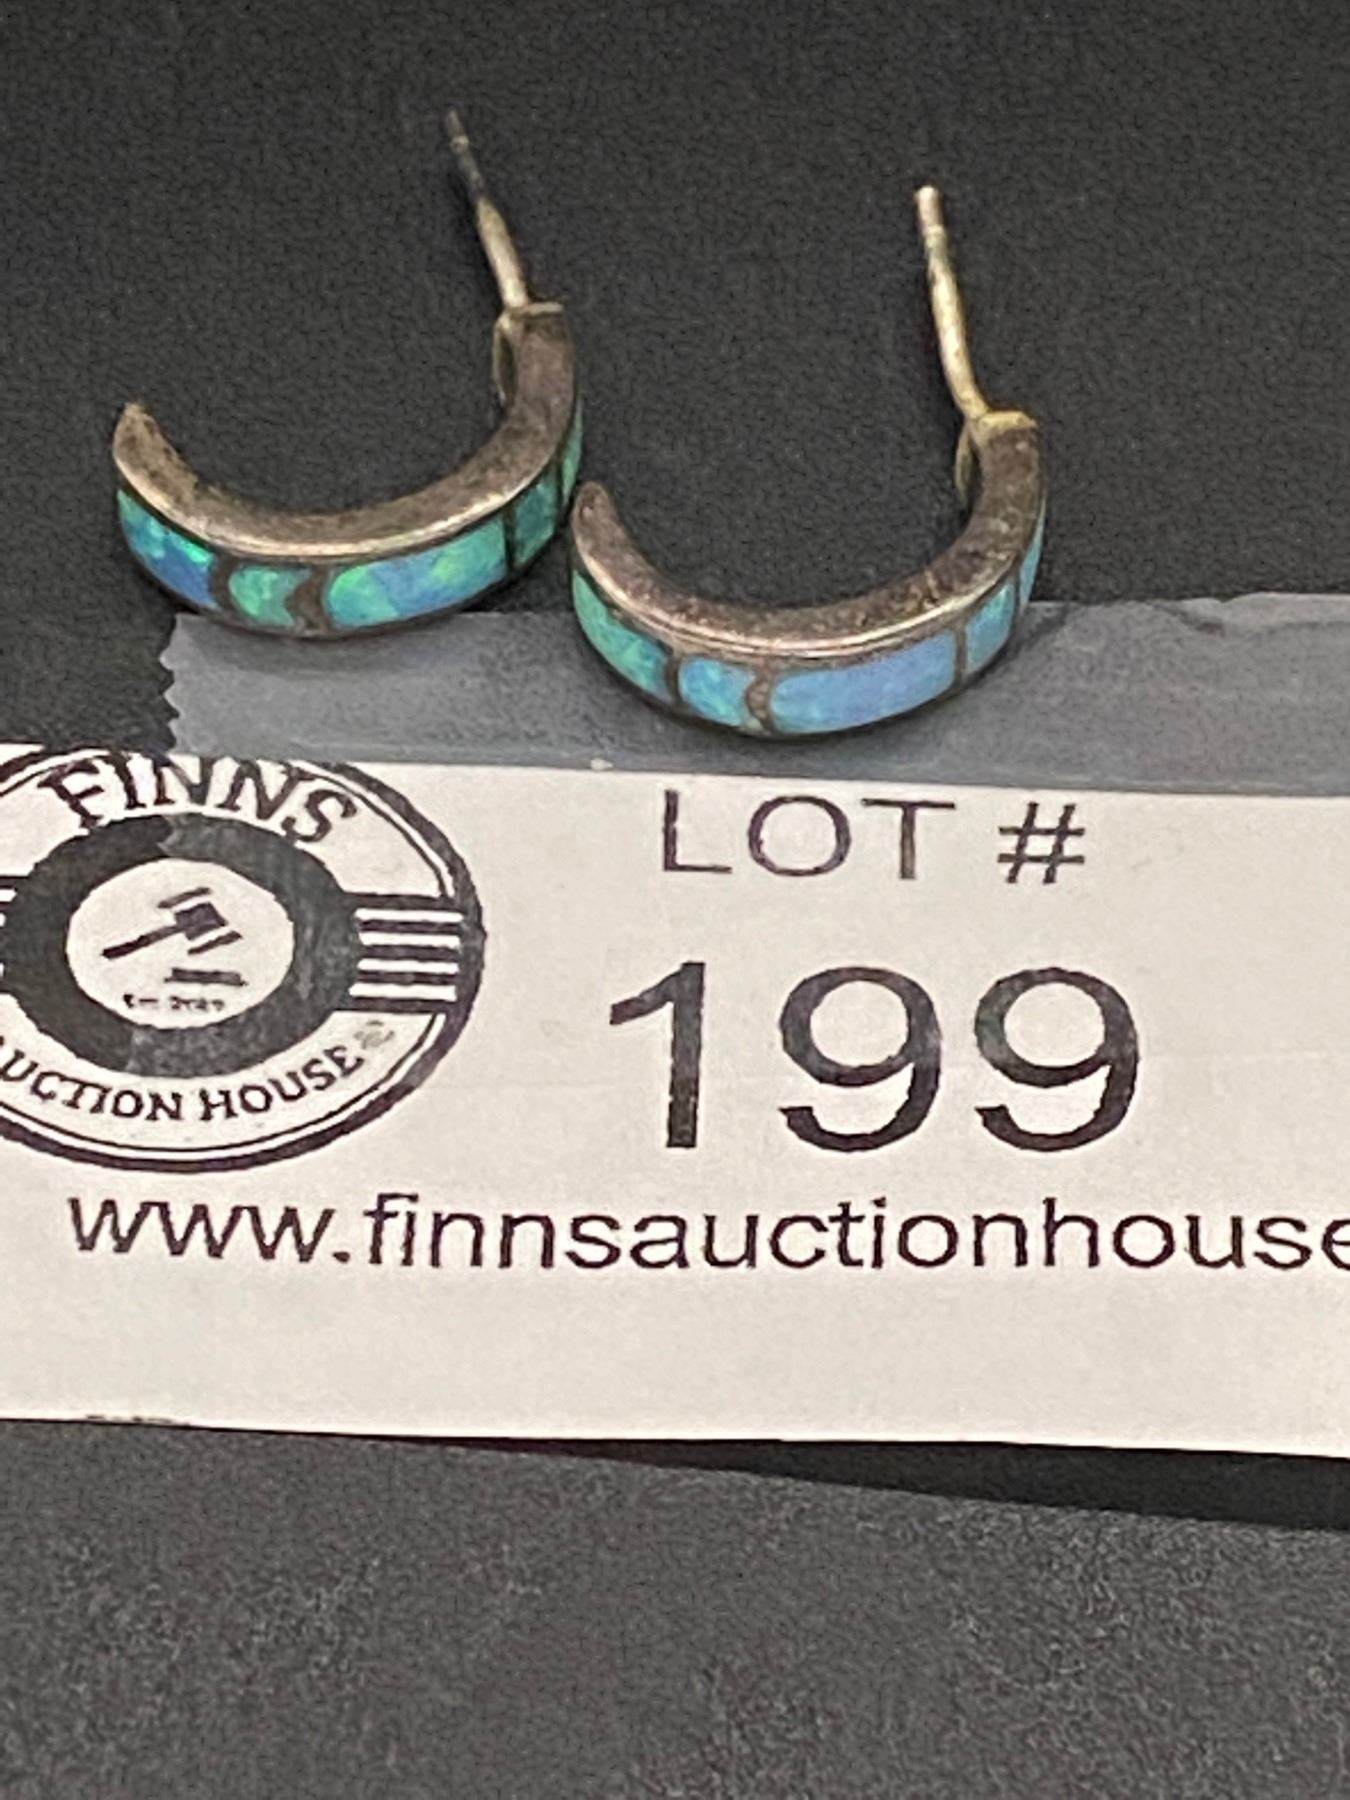 FINNS
AUCTION HOUSE
LOT #
199
www.finnsauctionhouse